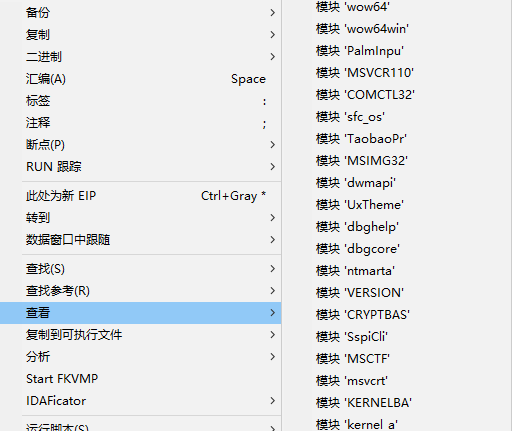 备份
复制
二进制
汇编(A) Space
标签 :
注释 ;
断点(P)
RUN 跟踪
此处为新 EIP Ctrl+Gray *
转到
数据窗口中跟随
查找(S)
查找参考(R)
查看
复制到可执行文件
分析
Start FKVMP
IDAFicator
运行脚本(S)
模块 'wow64'
模块 'wow64win'
模块 'PalmInpu'
模块 'MSVCR110'
模块 'COMCTL32'
模块 'sfc_os'
模块 'TaobaoPr'
模块 'MSIMG32'
模块 'dwmapi'
模块 'UxTheme'
模块 'dbghelp'
模块 'dbgcore'
模块 'ntmarta'
模块 'VERSION'
模块 'CRYPTBAS'
模块 'SspiCli'
模块 'MSCTF'
模块 'msvcrt'
模块 'KERNELBA'
模块 'kernel_a'